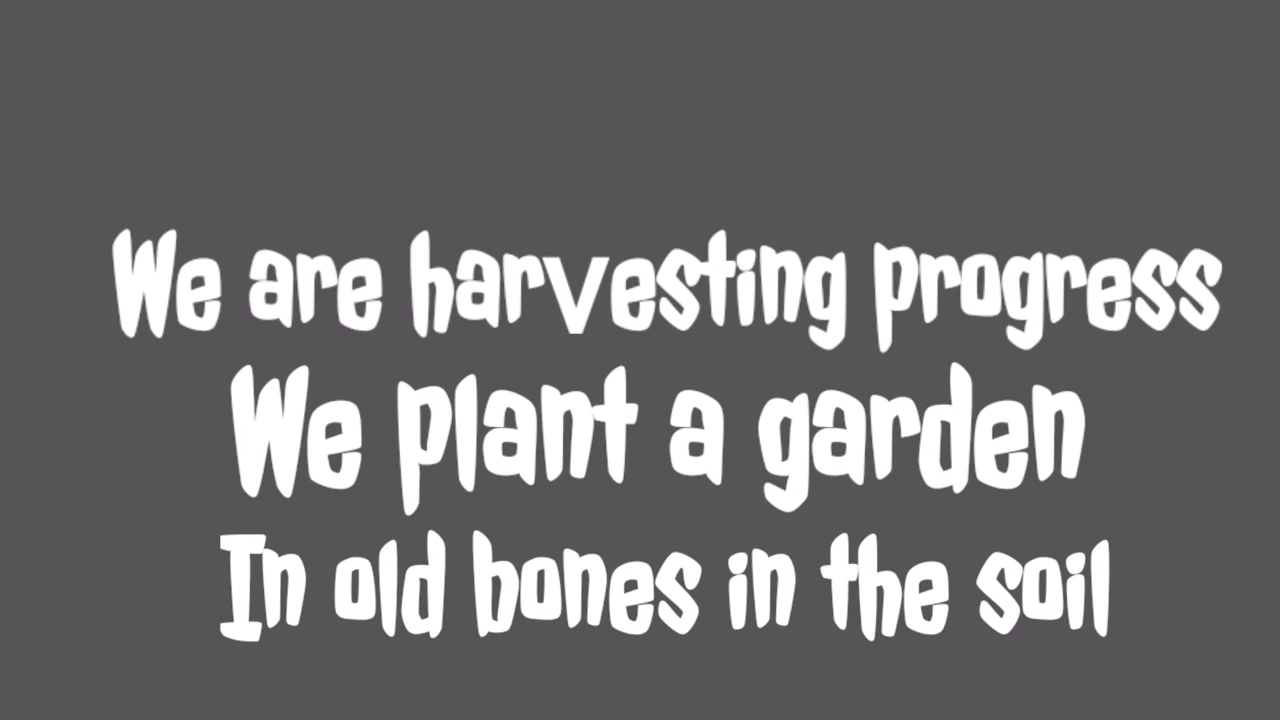 We are harvesting progress
We plant a garden
In old bones in the soil